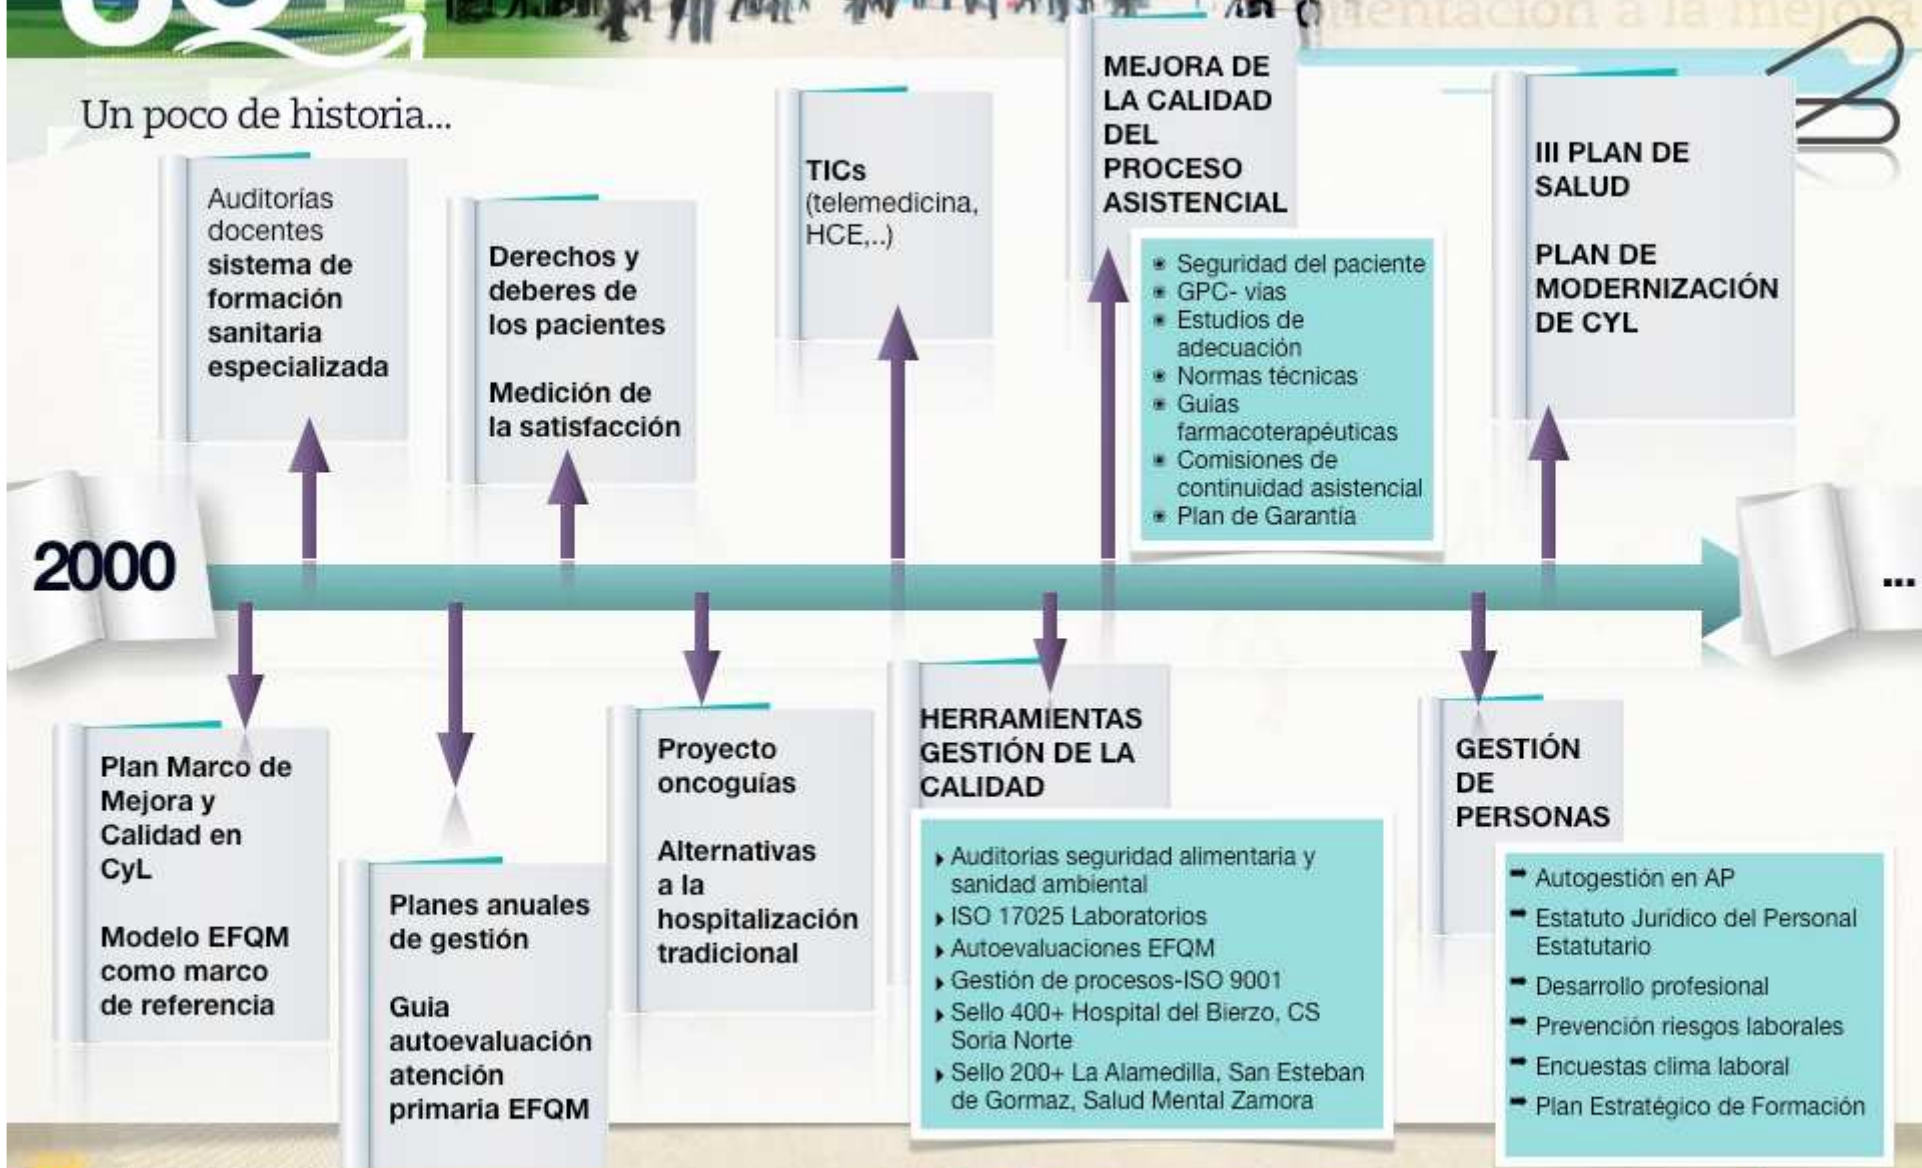 orientación a la mejora
Un poco de historia...
Auditorías
docentes
sistema de
formación
sanitaria
especializada
Derechos y
deberes de
los pacientes
Medición de
la satisfacción
TICs
(telemedicina,
HCE,..)
MEJORA DE
LA CALIDAD
DEL
PROCESO
ASISTENCIAL
Seguridad del paciente
GPC- vias
Estudios de
adecuación
Normas técnicas
Guias
farmacoterapéuticas
Comisiones de
continuidad asistencial
Plan de Garantía
III PLAN DE
SALUD
PLAN DE
MODERNIZACIÓN
DE CYL
2000
...
Plan Marco de
Mejora y
Calidad en
CyL
Modelo EFQM
como marco
de referencia
Planes anuales
de gestión
Guia
autoevaluación
atención
primaria EFQM
Proyecto
oncoguías
Alternativas
a la
hospitalización
tradicional
HERRAMIENTAS
GESTIÓN DE LA
CALIDAD
Auditorias seguridad alimentaria y
sanidad ambiental
ISO 17025 Laboratorios
Autoevaluaciones EFQM
Gestión de procesos-ISO 9001
Sello 400+ Hospital del Bierzo, CS
Soria Norte
Sello 200+ La Alamedilla, San Esteban
de Gormaz, Salud Mental Zamora
GESTIÓN
DE
PERSONAS
Autogestión en AP
Estatuto Jurídico del Personal
Estatutario
Desarrollo profesional
Prevención riesgos laborales
Encuestas clima laboral
Plan Estratégico de Formación